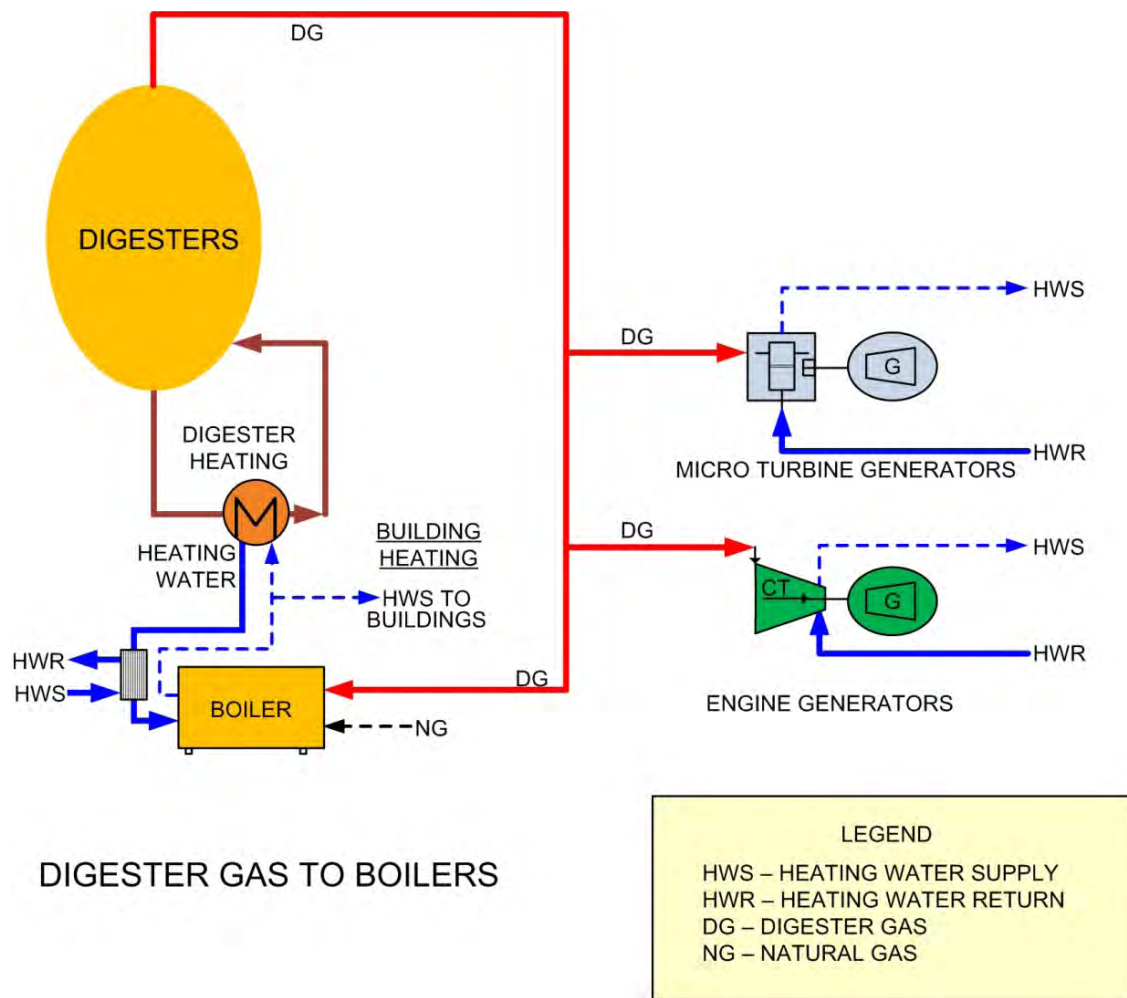 DG
DIGESTERS
HWS
DG
G
DIGESTER
HEATING
HWR
MICRO TURBINE GENERATORS
DG
BUILDING
HEATING
HEATING
WATER
HWS
CT
G
HWS TO
BUILDINGS
HWR
HWR
HWS
DG
BOILER
ENGINE GENERATORS
NG
DIGESTER GAS TO BOILERS
LEGEND
HWS – HEATING WATER SUPPLY
HWR – HEATING WATER RETURN
DG – DIGESTER GAS
NG – NATURAL GAS